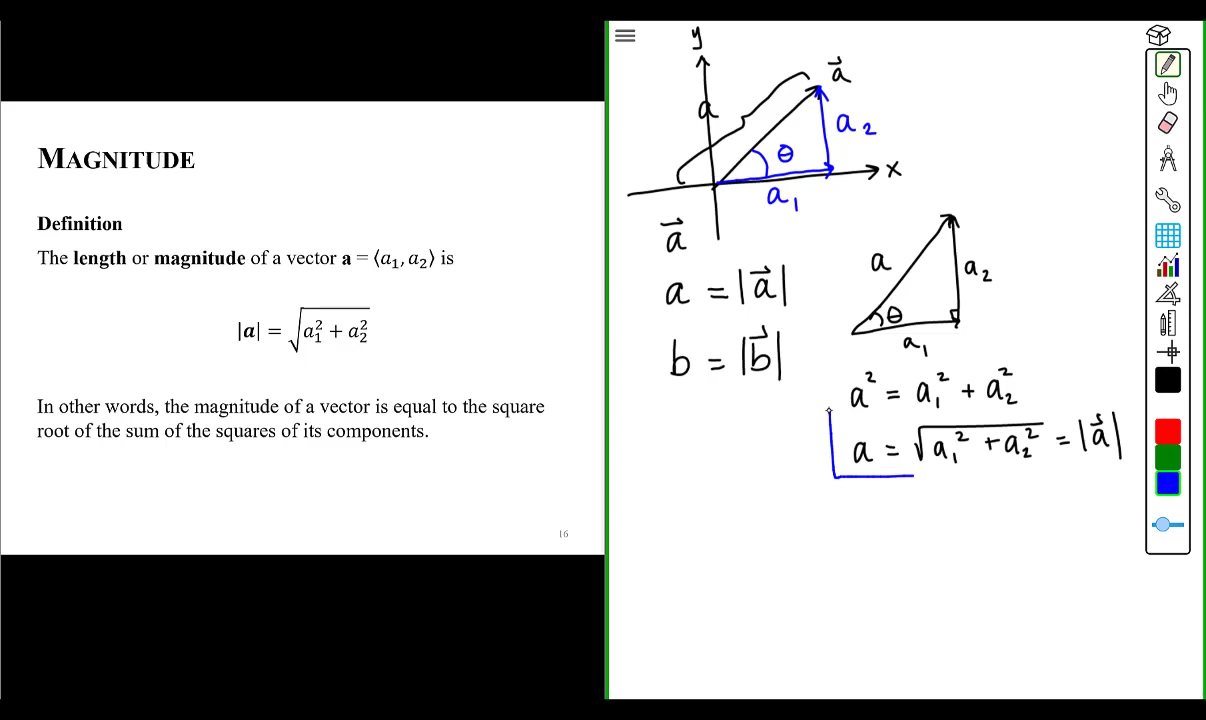 MAGNITUDE
Definition
The length or magnitude of a vector a = ⟨a₁, a₂⟩ is
|a| = √(a₁² + a₂²)
In other words, the magnitude of a vector is equal to the square
root of the sum of the squares of its components.
16
y
a⃗
a
a₂
θ
x
a₁
a⃗
a = |a⃗|
b = |b⃗|
a
a₂
θ
a₁
a² = a₁² + a₂²
a = √(a₁² + a₂²) = |a⃗|